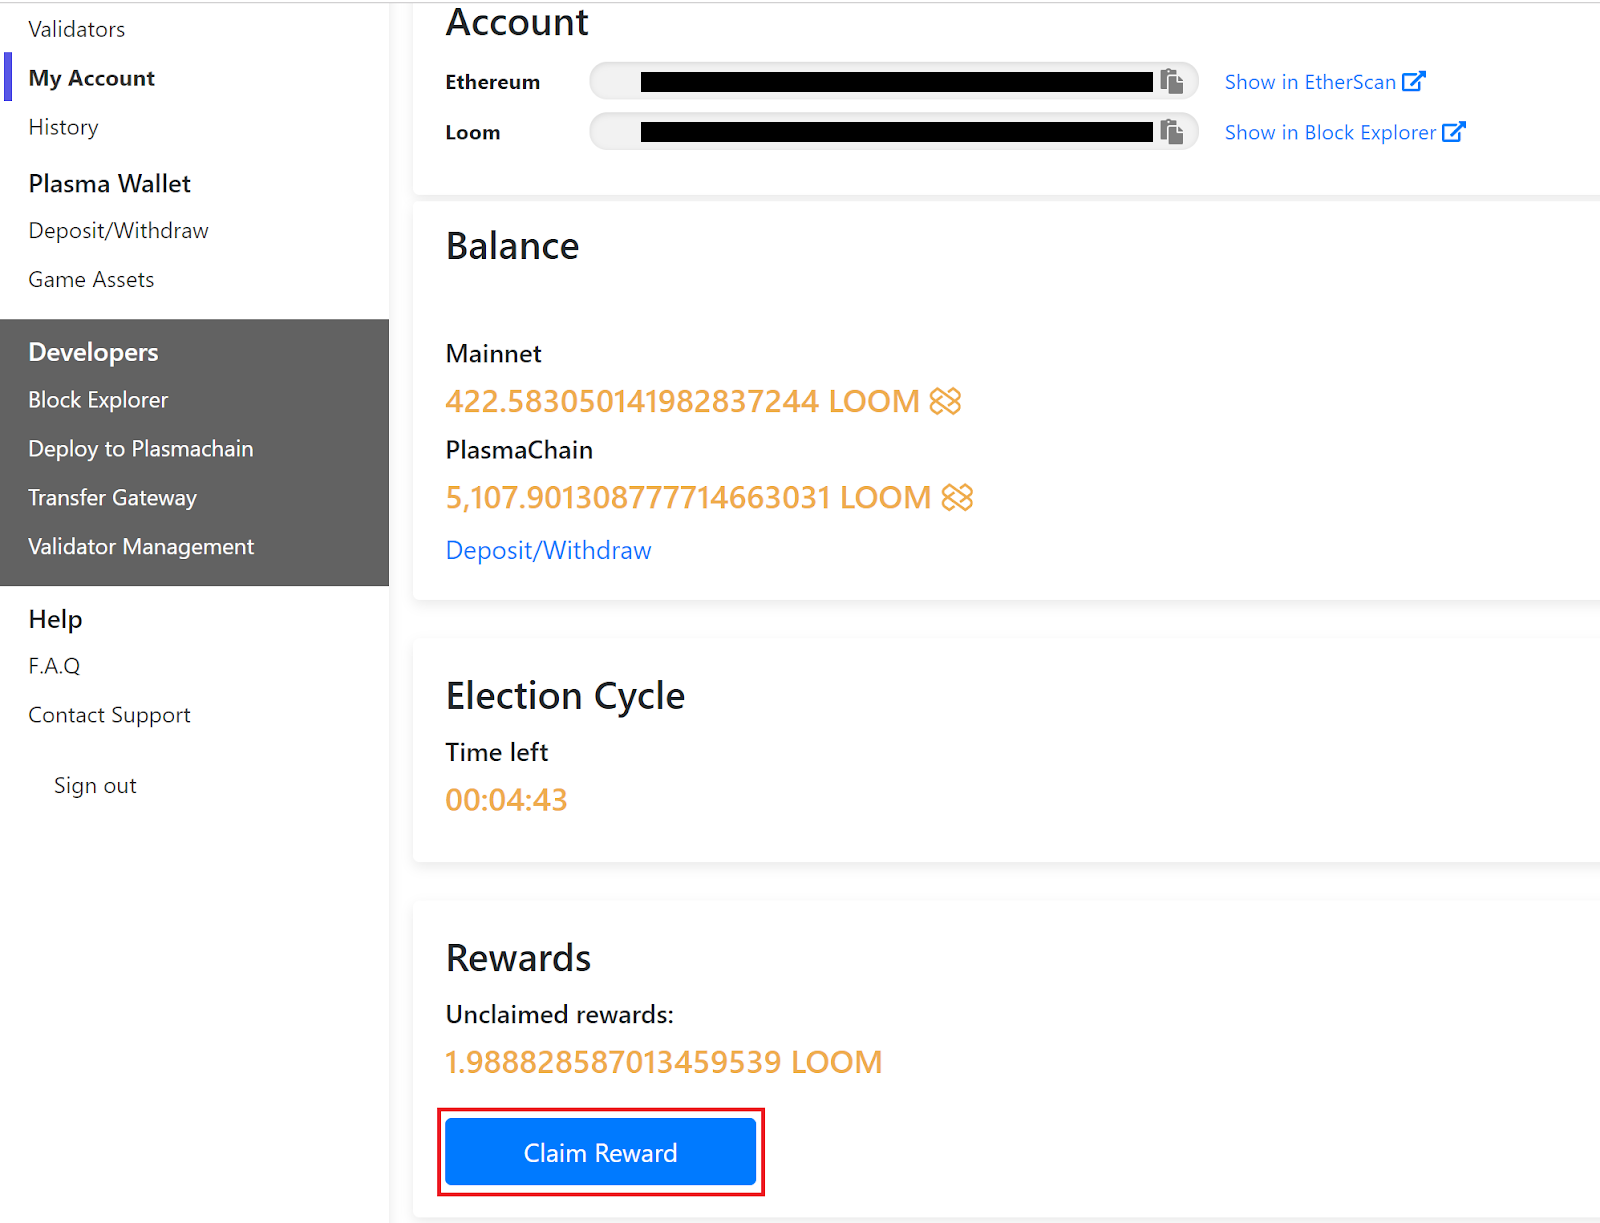 Validators
My Account
History
Plasma Wallet
Deposit/Withdraw
Game Assets
Developers
Block Explorer
Deploy to Plasmachain
Transfer Gateway
Validator Management
Help
F.A.Q
Contact Support
Sign out
Account
Ethereum Show in EtherScan
Loom Show in Block Explorer
Balance
Mainnet
422.583050141982837244 LOOM
PlasmaChain
5,107.901308777714663031 LOOM
Deposit/Withdraw
Election Cycle
Time left
00:04:43
Rewards
Unclaimed rewards:
1.988828587013459539 LOOM
Claim Reward